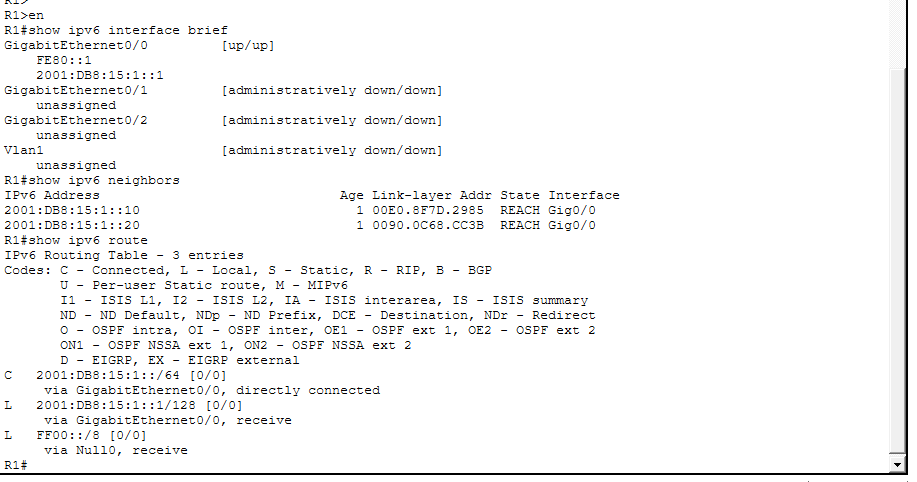 R1>
R1>en
R1#show ipv6 interface brief
GigabitEthernet0/0         [up/up]
    FE80::1
    2001:DB8:15:1::1
GigabitEthernet0/1         [administratively down/down]
    unassigned
GigabitEthernet0/2         [administratively down/down]
    unassigned
Vlan1                      [administratively down/down]
    unassigned
R1#show ipv6 neighbors
IPv6 Address                              Age Link-layer Addr State Interface
2001:DB8:15:1::10                           1 00E0.8F7D.2985  REACH Gig0/0
2001:DB8:15:1::20                           1 0090.0C68.CC3B  REACH Gig0/0
R1#show ipv6 route
IPv6 Routing Table - 3 entries
Codes: C - Connected, L - Local, S - Static, R - RIP, B - BGP
       U - Per-user Static route, M - MIPv6
       I1 - ISIS L1, I2 - ISIS L2, IA - ISIS interarea, IS - ISIS summary
       ND - ND Default, NDp - ND Prefix, DCE - Destination, NDr - Redirect
       O - OSPF intra, OI - OSPF inter, OE1 - OSPF ext 1, OE2 - OSPF ext 2
       ON1 - OSPF NSSA ext 1, ON2 - OSPF NSSA ext 2
       D - EIGRP, EX - EIGRP external
C   2001:DB8:15:1::/64 [0/0]
     via GigabitEthernet0/0, directly connected
L   2001:DB8:15:1::1/128 [0/0]
     via GigabitEthernet0/0, receive
L   FF00::/8 [0/0]
     via Null0, receive
R1#